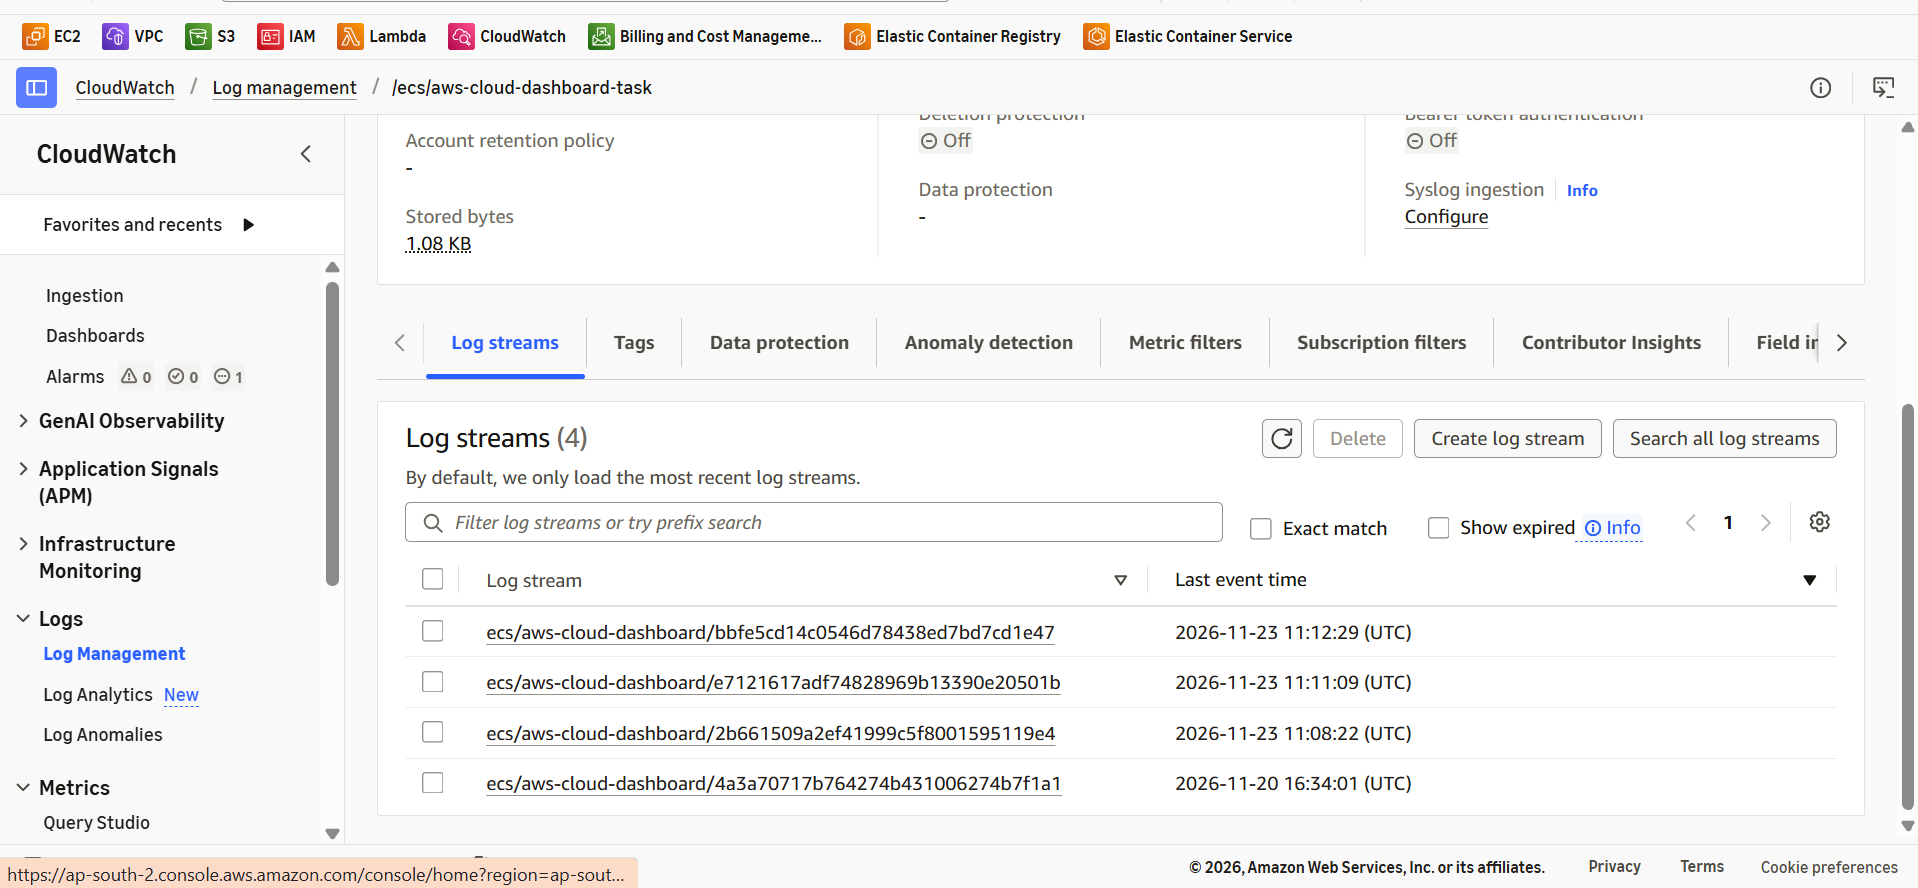 EC2 VPC S3 IAM Lambda CloudWatch Billing and Cost Manageme... Elastic Container Registry Elastic Container Service
CloudWatch / Log management / /ecs/aws-cloud-dashboard-task
CloudWatch
Favorites and recents
Ingestion
Dashboards
Alarms 0 0 1
GenAI Observability
Application Signals
(APM)
Infrastructure
Monitoring
Logs
Log Management
Log Analytics New
Log Anomalies
Metrics
Query Studio
Account retention policy
-
Stored bytes
1.08 KB
Deletion protection
Off
Data protection
-
Bearer token authentication
Off
Syslog ingestion Info
Configure
Log streams Tags Data protection Anomaly detection Metric filters Subscription filters Contributor Insights Field in
Log streams (4)
Delete Create log stream Search all log streams
By default, we only load the most recent log streams.
Filter log streams or try prefix search Exact match Show expired Info 1
Log stream Last event time
ecs/aws-cloud-dashboard/bbfe5cd14c0546d78438ed7bd7cd1e47 2026-11-23 11:12:29 (UTC)
ecs/aws-cloud-dashboard/e7121617adf74828969b13390e20501b 2026-11-23 11:11:09 (UTC)
ecs/aws-cloud-dashboard/2b661509a2ef41999c5f8001595119e4 2026-11-23 11:08:22 (UTC)
ecs/aws-cloud-dashboard/4a3a70717b764274b431006274b7f1a1 2026-11-20 16:34:01 (UTC)
https://ap-south-2.console.aws.amazon.com/console/home?region=ap-sout...
© 2026, Amazon Web Services, Inc. or its affiliates. Privacy Terms Cookie preferences